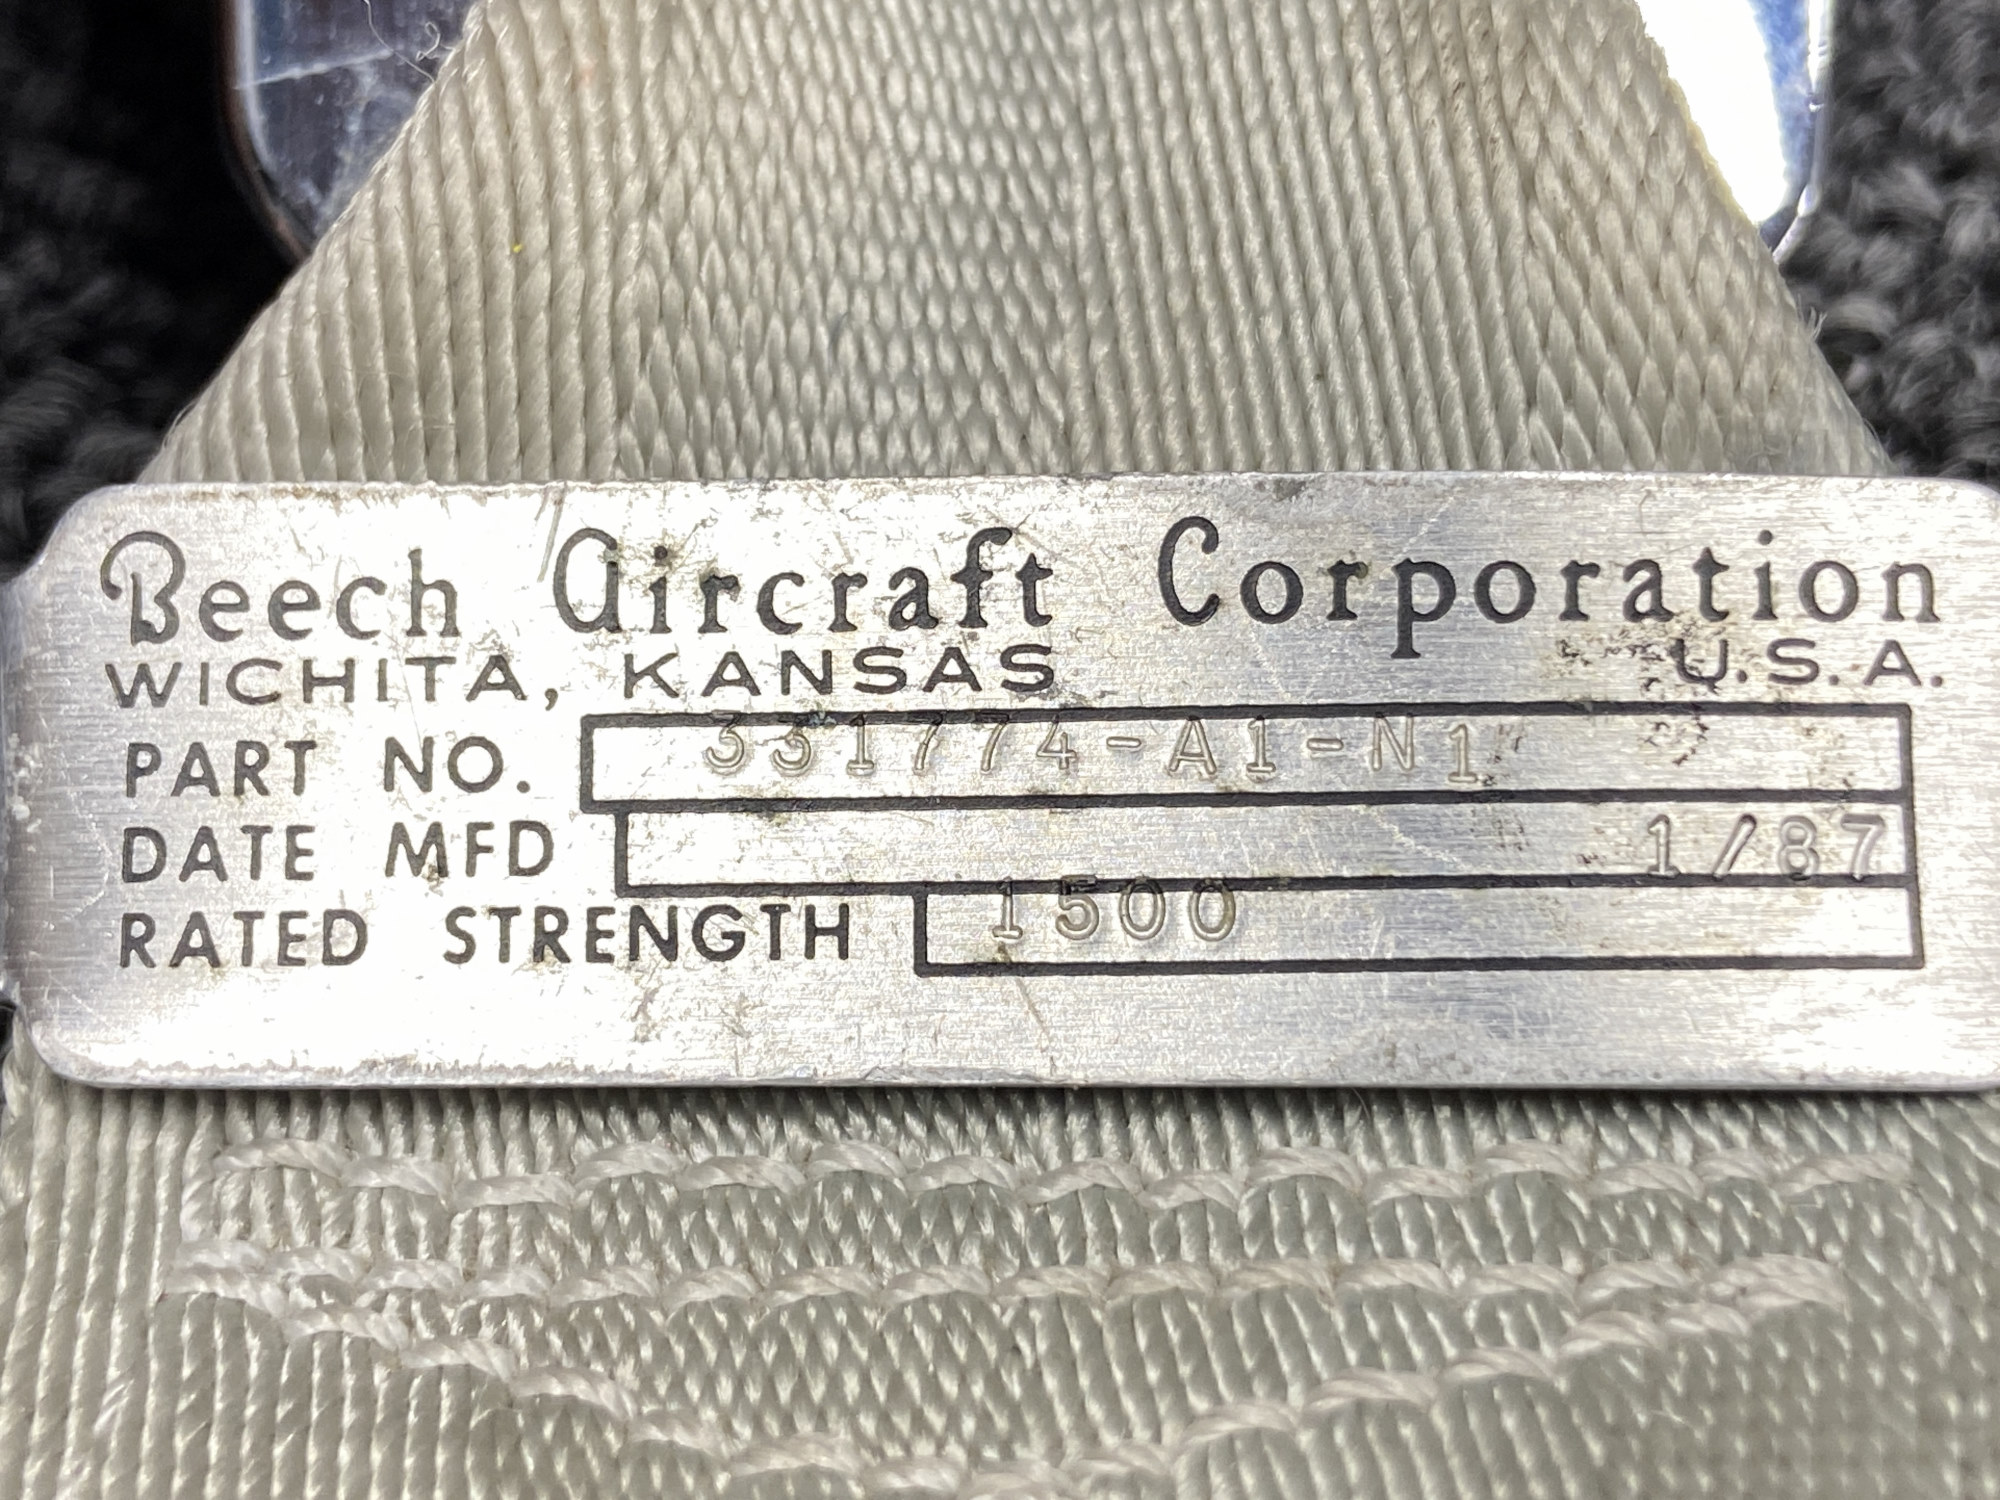 Beech Aircraft Corporation
WICHITA, KANSAS U.S.A.
PART NO. 331774-A1-N1
DATE MFD 1/87
RATED STRENGTH 1500